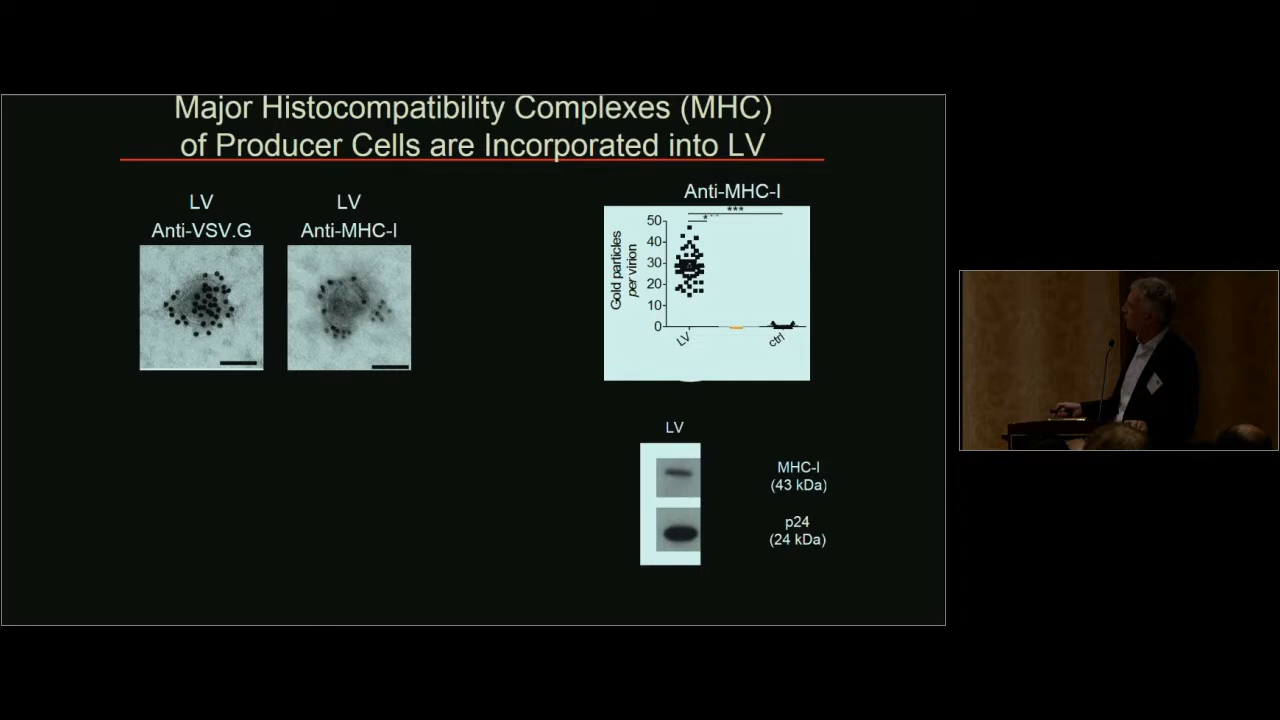 Major Histocompatibility Complexes (MHC)
of Producer Cells are Incorporated into LV
LV
Anti-VSV.G
LV
Anti-MHC-I
Anti-MHC-I
***
50
40
30
20
10
0
Gold particles
per virion
LV
ctrl
LV
MHC-I
(43 kDa)
p24
(24 kDa)